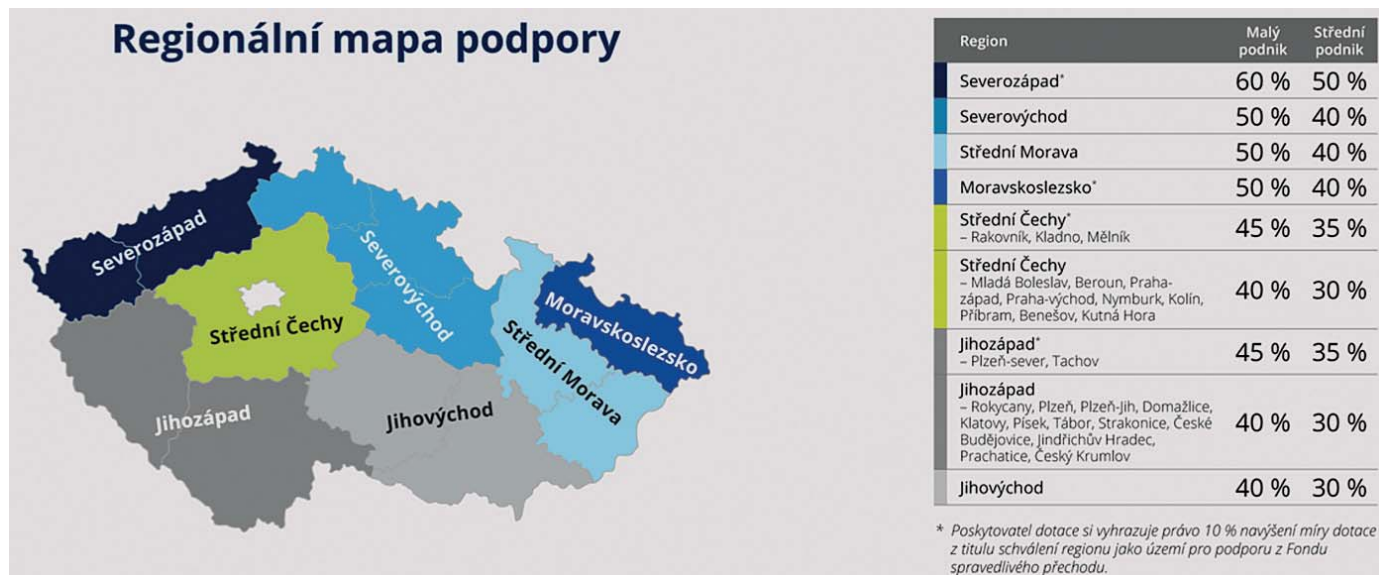 Regionální mapa podpory
Severozápad
Severovýchod
Střední Čechy
Moravskoslezsko
Střední Morava
Jihozápad
Jihovýchod
Region Malý podnik Střední podnik
Severozápad* 60 % 50 %
Severovýchod 50 % 40 %
Střední Morava 50 % 40 %
Moravskoslezsko* 50 % 40 %
Střední Čechy*
– Rakovník, Kladno, Mělník 45 % 35 %
Střední Čechy
– Mladá Boleslav, Beroun, Praha-
západ, Praha-východ, Nymburk, Kolín, 40 % 30 %
Příbram, Benešov, Kutná Hora
Jihozápad*
– Plzeň-sever, Tachov 45 % 35 %
Jihozápad
– Rokycany, Plzeň, Plzeň-Jih, Domažlice,
Klatovy, Písek, Tábor, Strakonice, České 40 % 30 %
Budějovice, Jindřichův Hradec,
Prachatice, Český Krumlov
Jihovýchod 40 % 30 %
* Poskytovatel dotace si vyhrazuje právo 10 % navýšení míry dotace
z titulu schválení regionu jako území pro podporu z Fondu
spravedlivého přechodu.